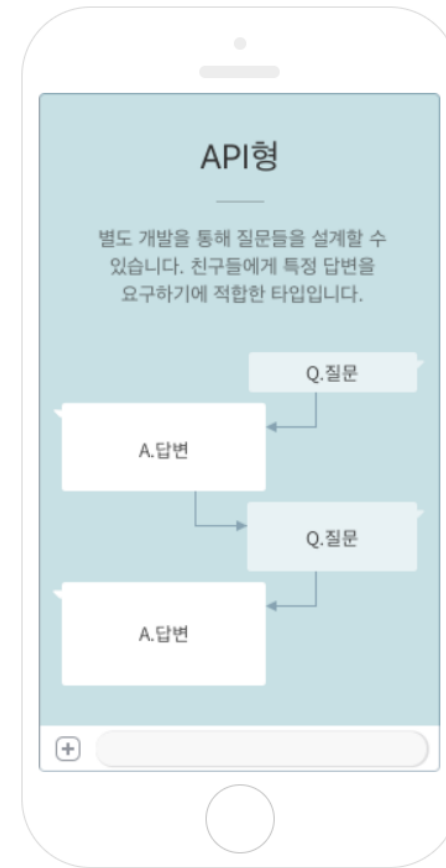 API형
별도 개발을 통해 질문들을 설계할 수
있습니다. 친구들에게 특정 답변을
요구하기에 적합한 타입입니다.
Q.질문
A.답변
Q.질문
A.답변